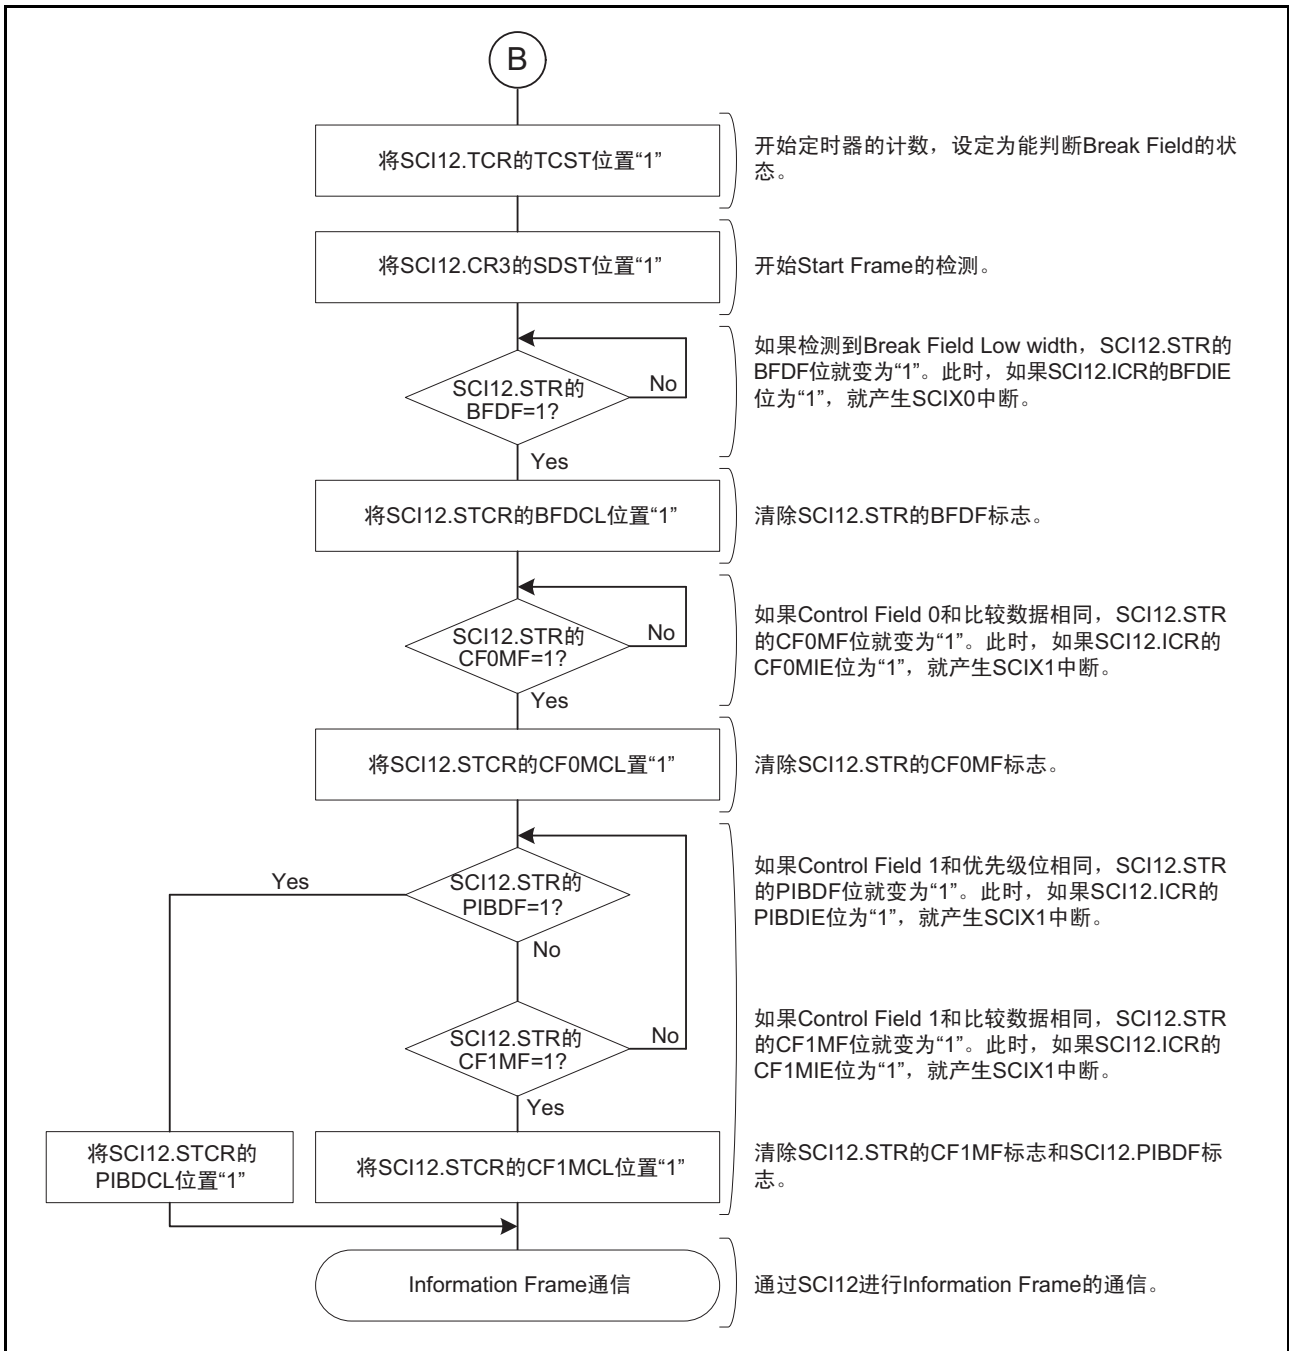 B
将SCI12.TCR的TCST位置“1”
开始定时器的计数，设定为能判断Break Field的状
态。
将SCI12.CR3的SDST位置“1”
开始Start Frame的检测。
SCI12.STR的
BFDF=1?
No
Yes
如果检测到Break Field Low width，SCI12.STR的
BFDF位就变为“1”。此时，如果SCI12.ICR的BFDIE
位为“1”，就产生SCIX0中断。
将SCI12.STCR的BFDCL位置“1”
清除SCI12.STR的BFDF标志。
SCI12.STR的
CF0MF=1?
No
Yes
如果Control Field 0和比较数据相同，SCI12.STR
的CF0MF位就变为“1”。此时，如果SCI12.ICR的
CF0MIE位为“1”，就产生SCIX1中断。
将SCI12.STCR的CF0MCL置“1”
清除SCI12.STR的CF0MF标志。
Yes
SCI12.STR的
PIBDF=1?
No
如果Control Field 1和优先级位相同，SCI12.STR
的PIBDF位就变为“1”。此时，如果SCI12.ICR的
PIBDIE位为“1”，就产生SCIX1中断。
SCI12.STR的
CF1MF=1?
No
Yes
如果Control Field 1和比较数据相同，SCI12.STR
的CF1MF位就变为“1”。此时，如果SCI12.ICR的
CF1MIE位为“1”，就产生SCIX1中断。
将SCI12.STCR的
PIBDCL位置“1”
将SCI12.STCR的CF1MCL位置“1”
清除SCI12.STR的CF1MF标志和SCI12.PIBDF标
志。
Information Frame通信
通过SCI12进行Information Frame的通信。